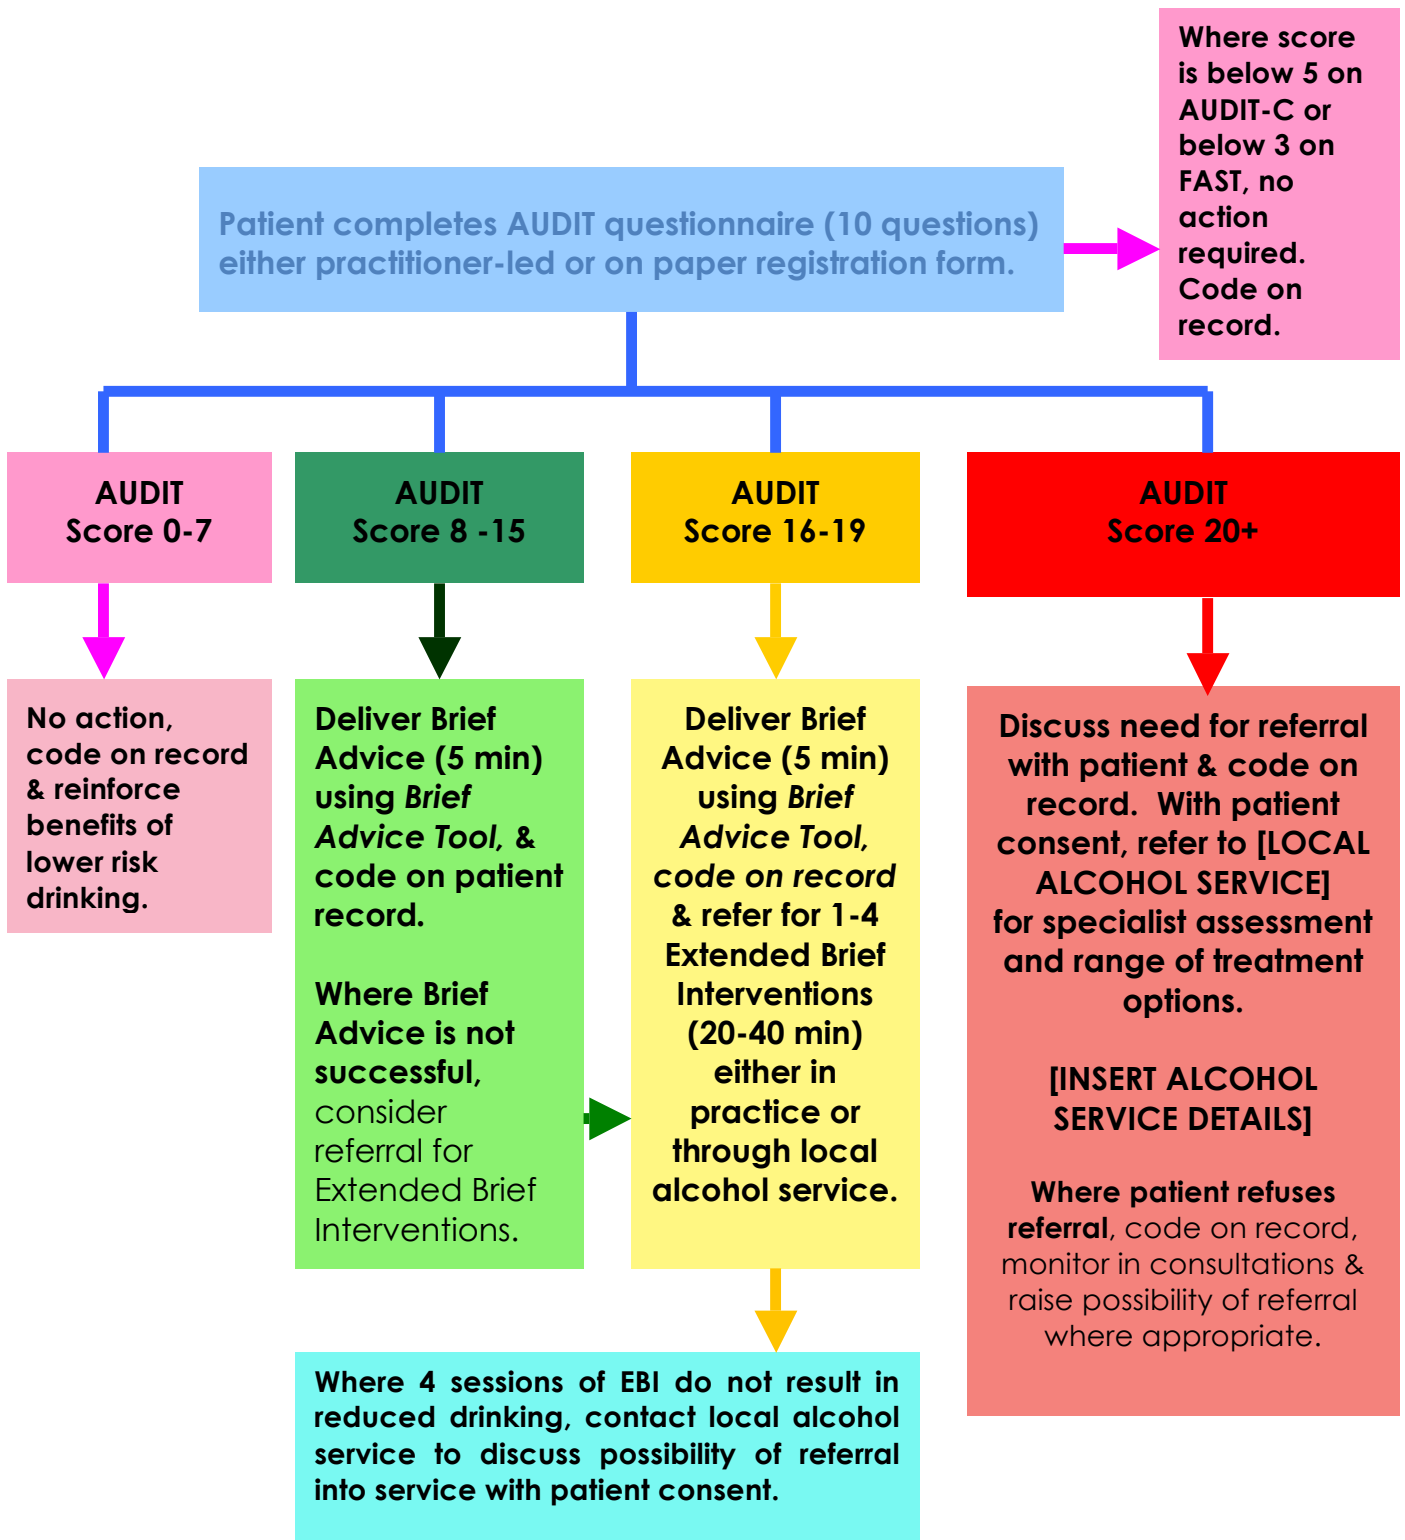 Where score
is below 5 on
AUDIT-C or
below 3 on
FAST, no
action
required.
Code on
record.
Patient completes AUDIT questionnaire (10 questions)
either practitioner-led or on paper registration form.
AUDIT
Score 0-7
AUDIT
Score 8 -15
AUDIT
Score 16-19
AUDIT
Score 20+
No action,
code on record
& reinforce
benefits of
lower risk
drinking.
Deliver Brief
Advice (5 min)
using Brief
Advice Tool, &
code on patient
record.
Where Brief
Advice is not
successful,
consider
referral for
Extended Brief
Interventions.
Deliver Brief
Advice (5 min)
using Brief
Advice Tool,
code on record
& refer for 1-4
Extended Brief
Interventions
(20-40 min)
either in
practice or
through local
alcohol service.
Discuss need for referral
with patient & code on
record. With patient
consent, refer to [LOCAL
ALCOHOL SERVICE]
for specialist assessment
and range of treatment
options.
[INSERT ALCOHOL
SERVICE DETAILS]
Where patient refuses
referral, code on record,
monitor in consultations &
raise possibility of referral
where appropriate.
Where 4 sessions of EBI do not result in
reduced drinking, contact local alcohol
service to discuss possibility of referral
into service with patient consent.